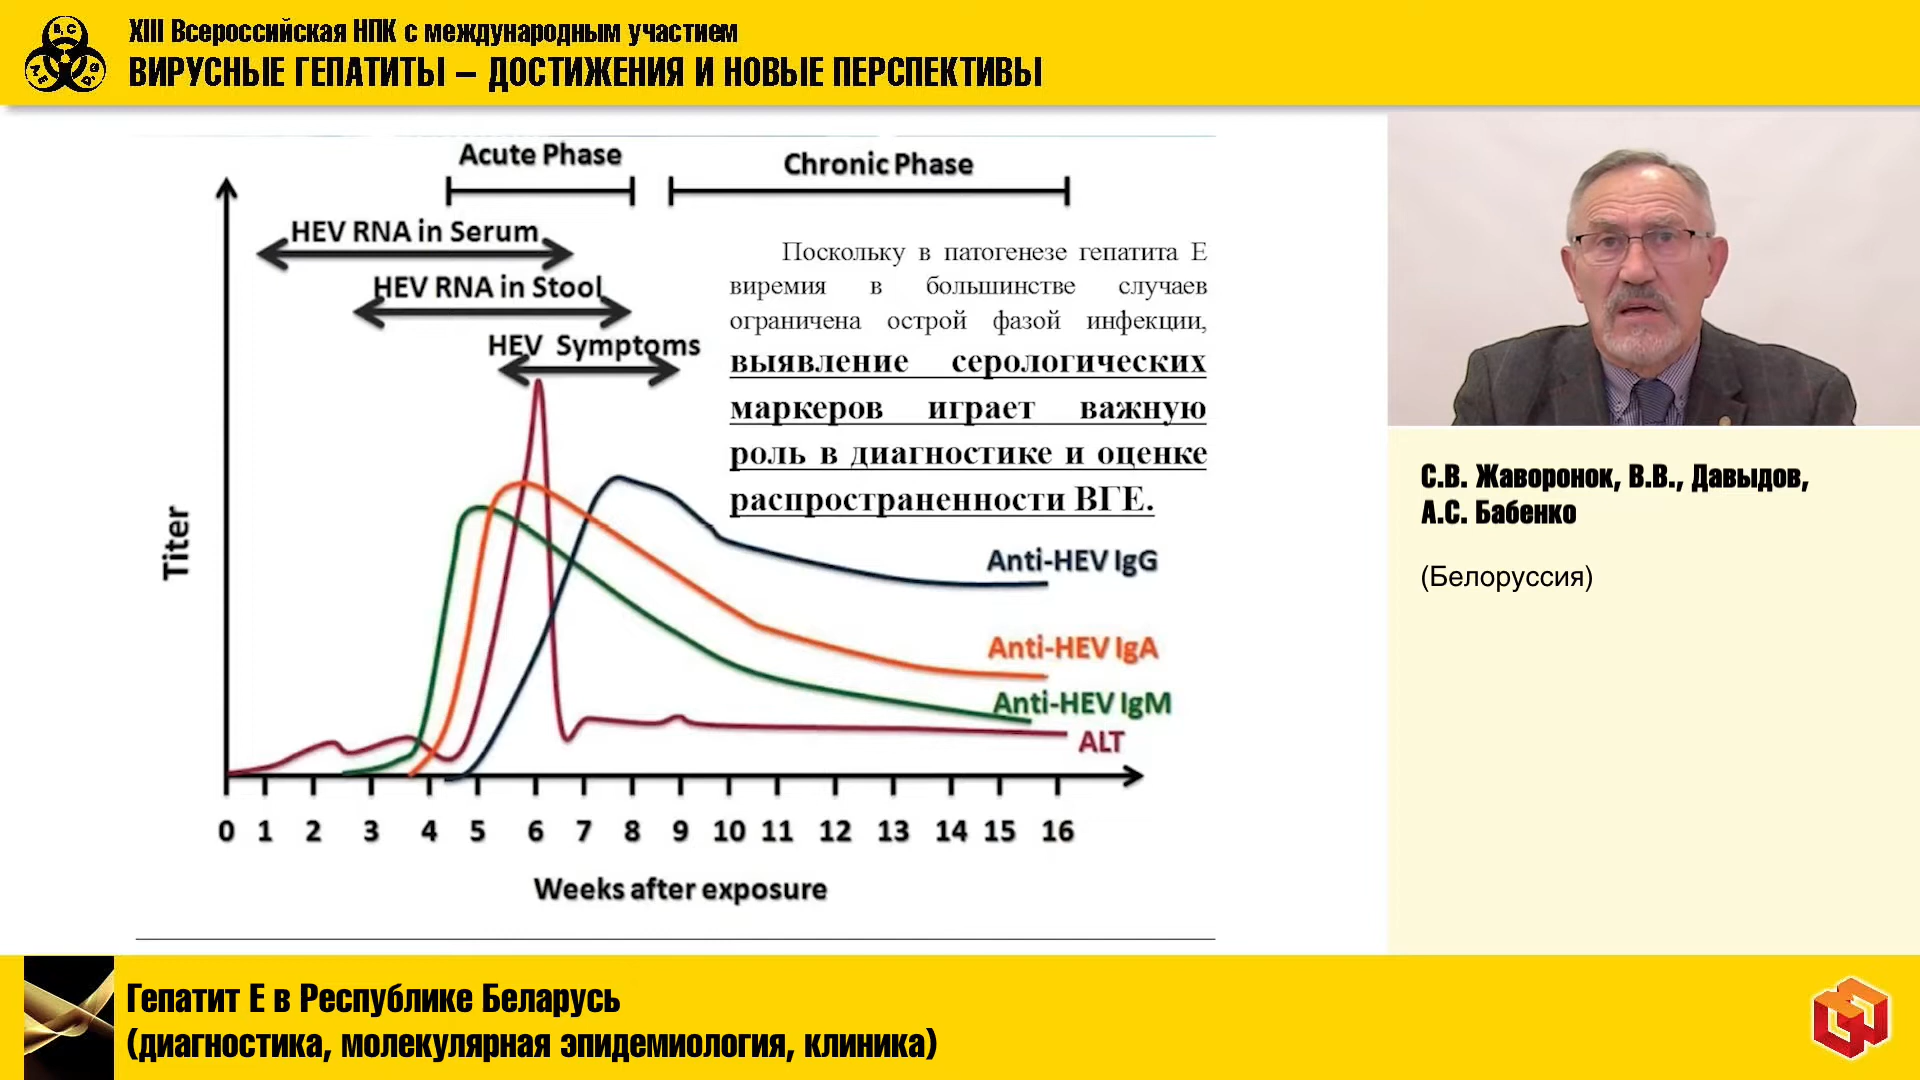 XIII Всероссийская НПК с международным участием
ВИРУСНЫЕ ГЕПАТИТЫ – ДОСТИЖЕНИЯ И НОВЫЕ ПЕРСПЕКТИВЫ
Acute Phase
Chronic Phase
HEV RNA in Serum
HEV RNA in Stool
HEV Symptoms
Поскольку в патогенезе гепатита Е
виремия в большинстве случаев
ограничена острой фазой инфекции,
выявление серологических
маркеров играет важную
роль в диагностике и оценке
распространенности ВГЕ.
Titer
Anti-HEV IgG
Anti-HEV IgA
Anti-HEV IgM
ALT
0 1 2 3 4 5 6 7 8 9 10 11 12 13 14 15 16
Weeks after exposure
С.В. Жаворонок, В.В., Давыдов,
А.С. Бабенко
(Белоруссия)
Гепатит Е в Республике Беларусь
(диагностика, молекулярная эпидемиология, клиника)